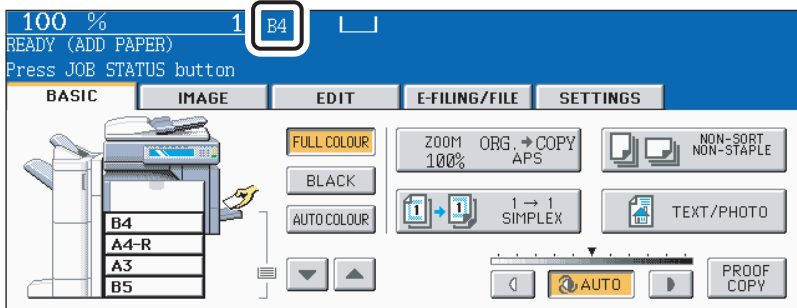 100 % 1 B4
READY (ADD PAPER)
Press JOB STATUS button
BASIC IMAGE EDIT E-FILING/FILE SETTINGS
FULL COLOUR
BLACK
AUTO COLOUR
ZOOM ORG.➔COPY
100% APS
NON-SORT
NON-STAPLE
1 ➔ 1
1 → 1
SIMPLEX
TEXT/PHOTO
B4
A4-R
A3
B5
AUTO
PROOF
COPY